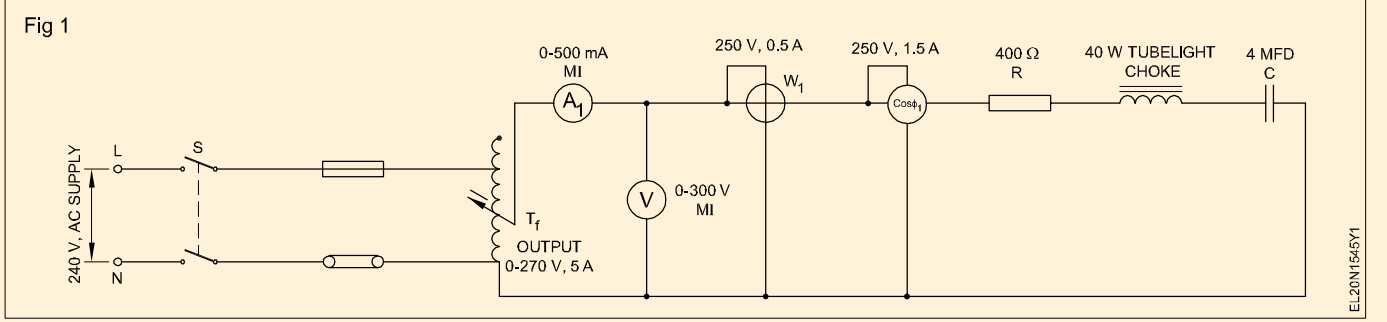 Fig 1
0-500 mA
MI
A1
250 V, 0.5 A
W1
250 V, 1.5 A
Cosϕ1
400 Ω
R
40 W TUBELIGHT
CHOKE
4 MFD
C
240 V, AC SUPPLY
L
S
N
Tf
OUTPUT
0-270 V, 5 A
V
0-300 V
MI
EL20N1545Y1